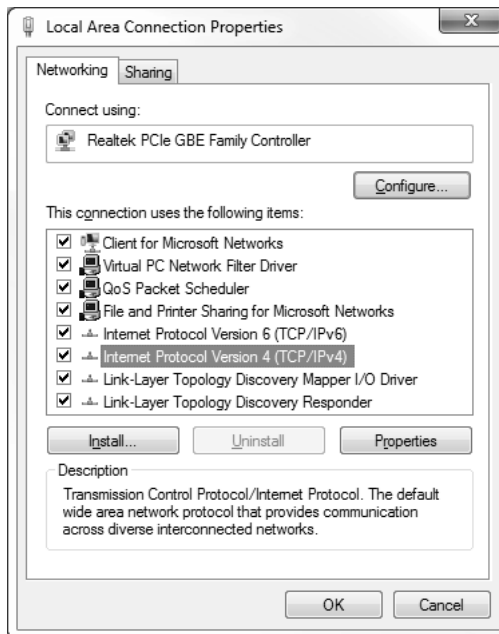 Local Area Connection Properties
Networking
Sharing
Connect using:
Realtek PCIe GBE Family Controller
Configure...
This connection uses the following items:
Client for Microsoft Networks
Virtual PC Network Filter Driver
QoS Packet Scheduler
File and Printer Sharing for Microsoft Networks
Internet Protocol Version 6 (TCP/IPv6)
Internet Protocol Version 4 (TCP/IPv4)
Link-Layer Topology Discovery Mapper I/O Driver
Link-Layer Topology Discovery Responder
Install...
Uninstall
Properties
Description
Transmission Control Protocol/Internet Protocol. The default
wide area network protocol that provides communication
across diverse interconnected networks.
OK
Cancel